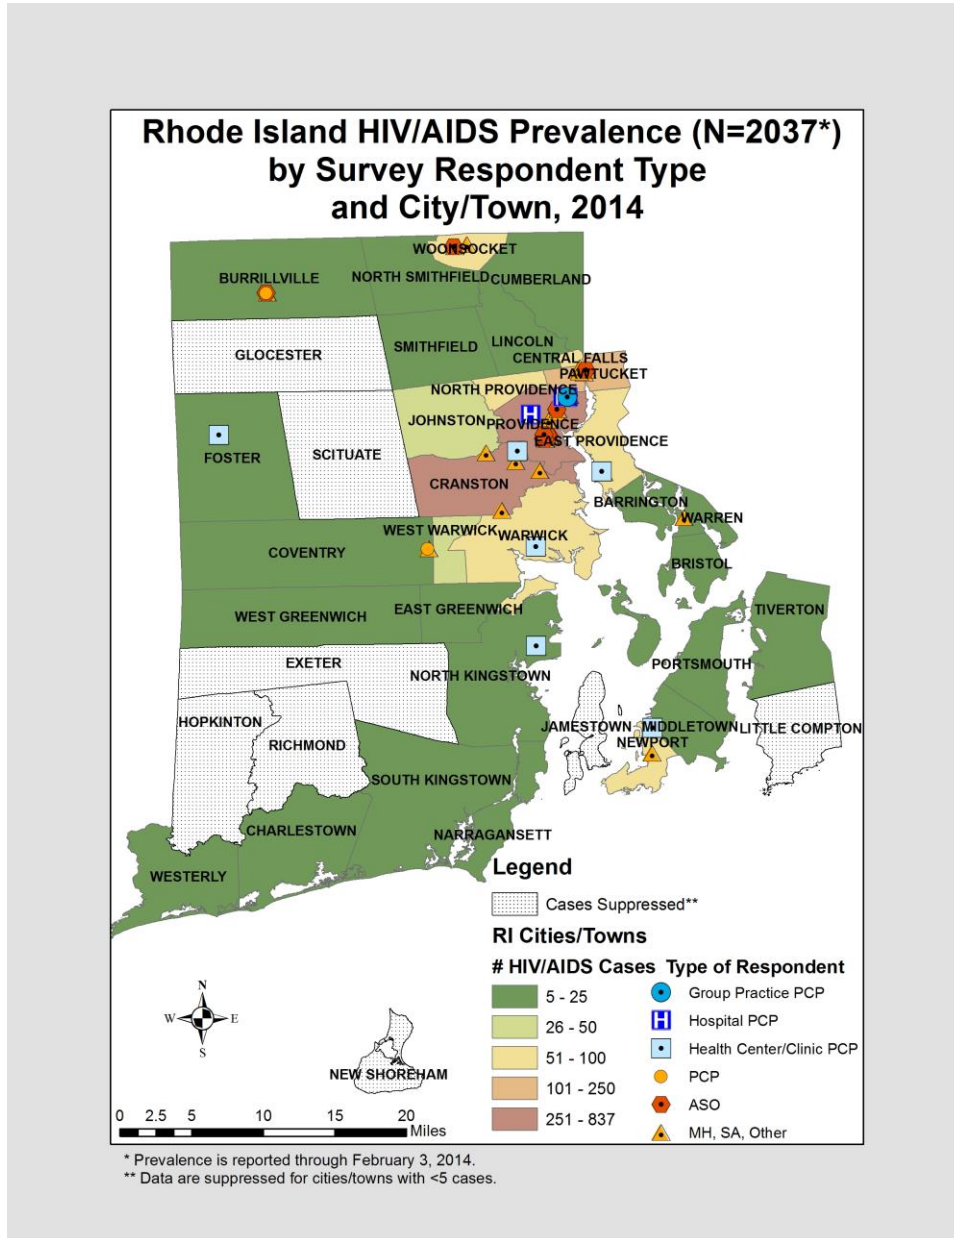 Rhode Island HIV/AIDS Prevalence (N=2037*)
by Survey Respondent Type
and City/Town, 2014
WOONSOCKET
BURRILLVILLE
NORTH SMITHFIELD
CUMBERLAND
GLOCESTER
SMITHFIELD
LINCOLN
CENTRAL FALLS
PAWTUCKET
NORTH PROVIDENCE
H
JOHNSTON
H
PROVIDENCE
EAST PROVIDENCE
FOSTER
SCITUATE
CRANSTON
BARRINGTON
WARREN
WEST WARWICK
WARWICK
COVENTRY
BRISTOL
WEST GREENWICH
EAST GREENWICH
TIVERTON
EXETER
NORTH KINGSTOWN
PORTSMOUTH
HOPKINTON
RICHMOND
JAMESTOWN
MIDDLETOWN
LITTLE COMPTON
NEWPORT
SOUTH KINGSTOWN
CHARLESTOWN
NARRAGANSETT
WESTERLY
Legend
Cases Suppressed**
RI Cities/Towns
# HIV/AIDS Cases Type of Respondent
5 - 25
Group Practice PCP
26 - 50
H Hospital PCP
51 - 100
Health Center/Clinic PCP
101 - 250
PCP
251 - 837
ASO
MH, SA, Other
N
W E
S
NEW SHOREHAM
0 2.5 5 10 15 20
Miles
* Prevalence is reported through February 3, 2014.
** Data are suppressed for cities/towns with <5 cases.